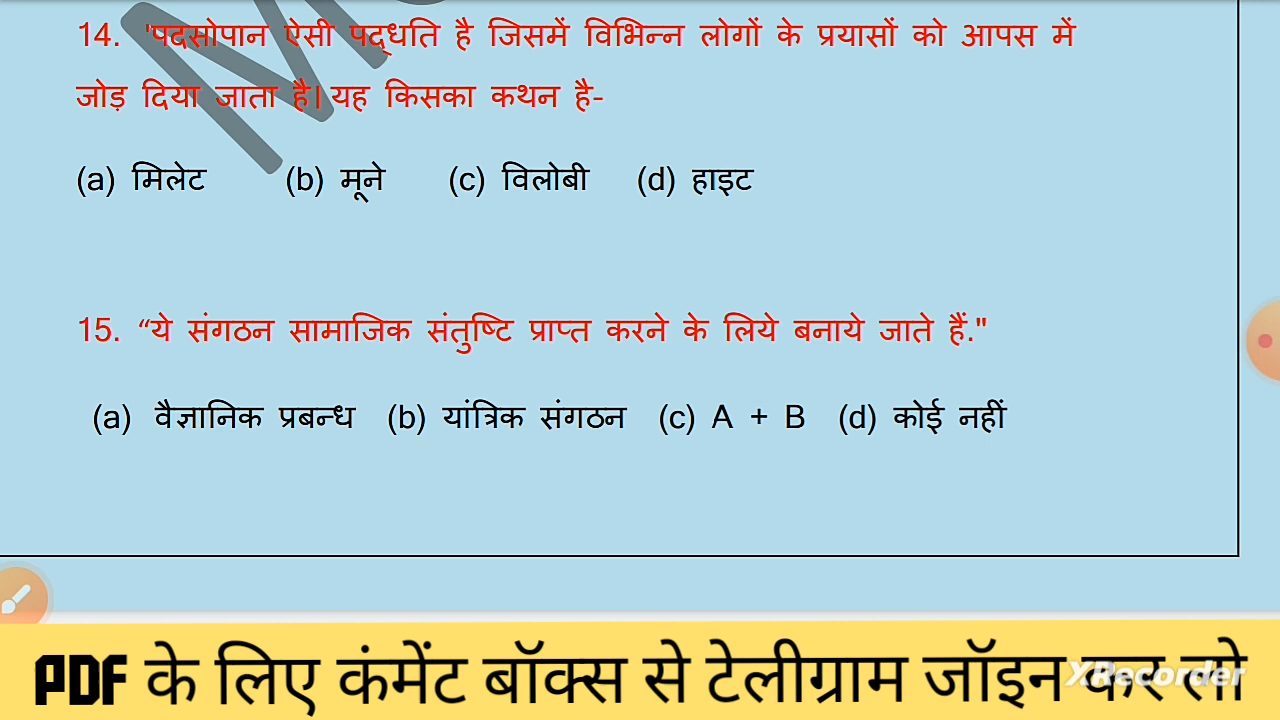 14. 'पदसोपान ऐसी पद्धति है जिसमें विभिन्न लोगों के प्रयासों को आपस में
जोड़ दिया जाता है। यह किसका कथन है-
(a) मिलेट (b) मूने (c) विलोबी (d) हाइट
15. “ये संगठन सामाजिक संतुष्टि प्राप्त करने के लिये बनाये जाते हैं."
(a) वैज्ञानिक प्रबन्ध (b) यांत्रिक संगठन (c) A + B (d) कोई नहीं
PDF के लिए कंमेंट बॉक्स से टेलीग्राम जॉइन कर लो
XRecorder